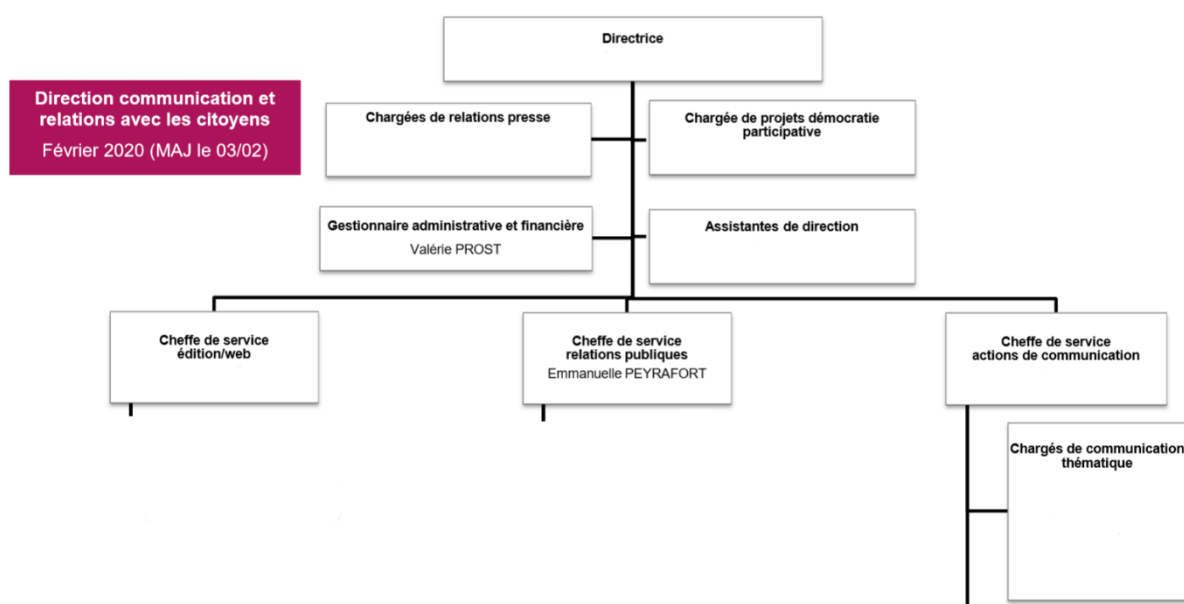 Directrice
Direction communication et
relations avec les citoyens
Février 2020 (MAJ le 03/02)
Chargées de relations presse
Chargée de projets démocratie
participative
Gestionnaire administrative et financière
Valérie PROST
Assistantes de direction
Cheffe de service
édition/web
Cheffe de service
relations publiques
Emmanuelle PEYRAFORT
Cheffe de service
actions de communication
Chargés de communication
thématique